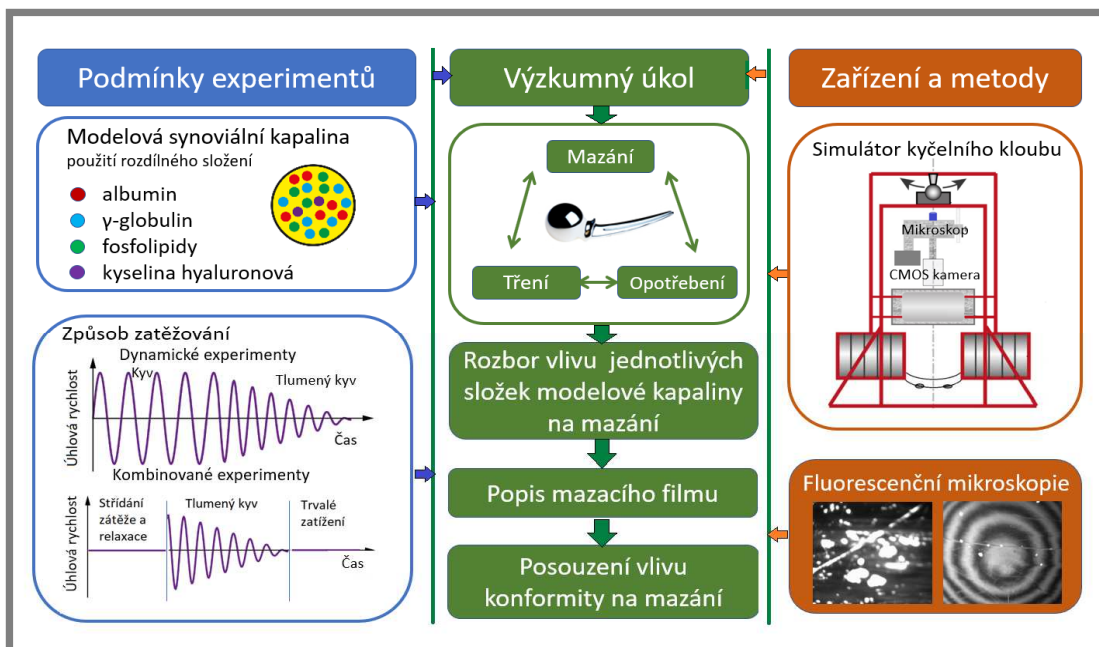 Podmínky experimentů
Modelová synoviální kapalina
použití rozdílného složení
albumin
γ-globulin
fosfolipidy
kyselina hyaluronová
Způsob zatěžování
Dynamické experimenty
Kyv
Tlumený kyv
Úhlová rychlost
Čas
Kombinované experimenty
Střídání
zátěže a
relaxace
Tlumený kyv
Trvalé
zatížení
Úhlová rychlost
Čas
Výzkumný úkol
Mazání
Tření
Opotřebení
Rozbor vlivu jednotlivých
složek modelové kapaliny
na mazání
Popis mazacího filmu
Posouzení vlivu
konformity na mazání
Zařízení a metody
Simulátor kyčelního kloubu
Mikroskop
CMOS kamera
Fluorescenční mikroskopie